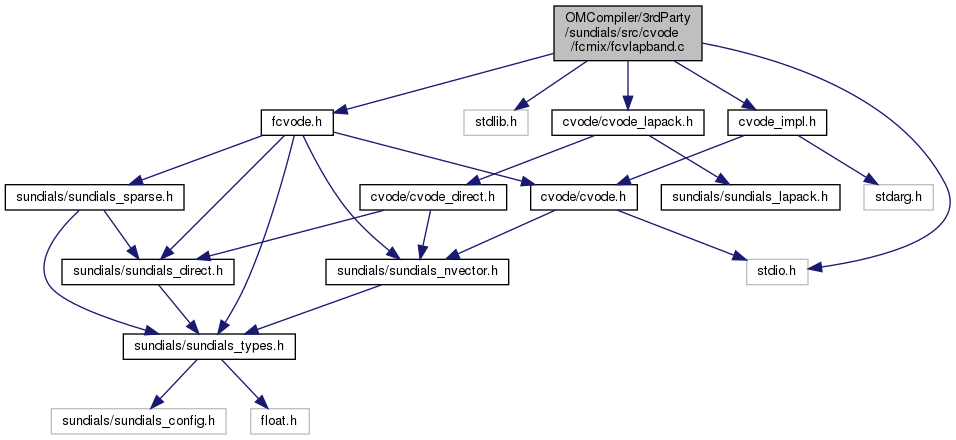 OMCompiler/3rdParty
/sundials/src/cvode
/fcmix/fcvlapband.c
fcvode.h
stdlib.h
cvode/cvode_lapack.h
cvode_impl.h
sundials/sundials_sparse.h
cvode/cvode_direct.h
cvode/cvode.h
sundials/sundials_lapack.h
stdarg.h
sundials/sundials_direct.h
sundials/sundials_nvector.h
stdio.h
sundials/sundials_types.h
sundials/sundials_config.h
float.h